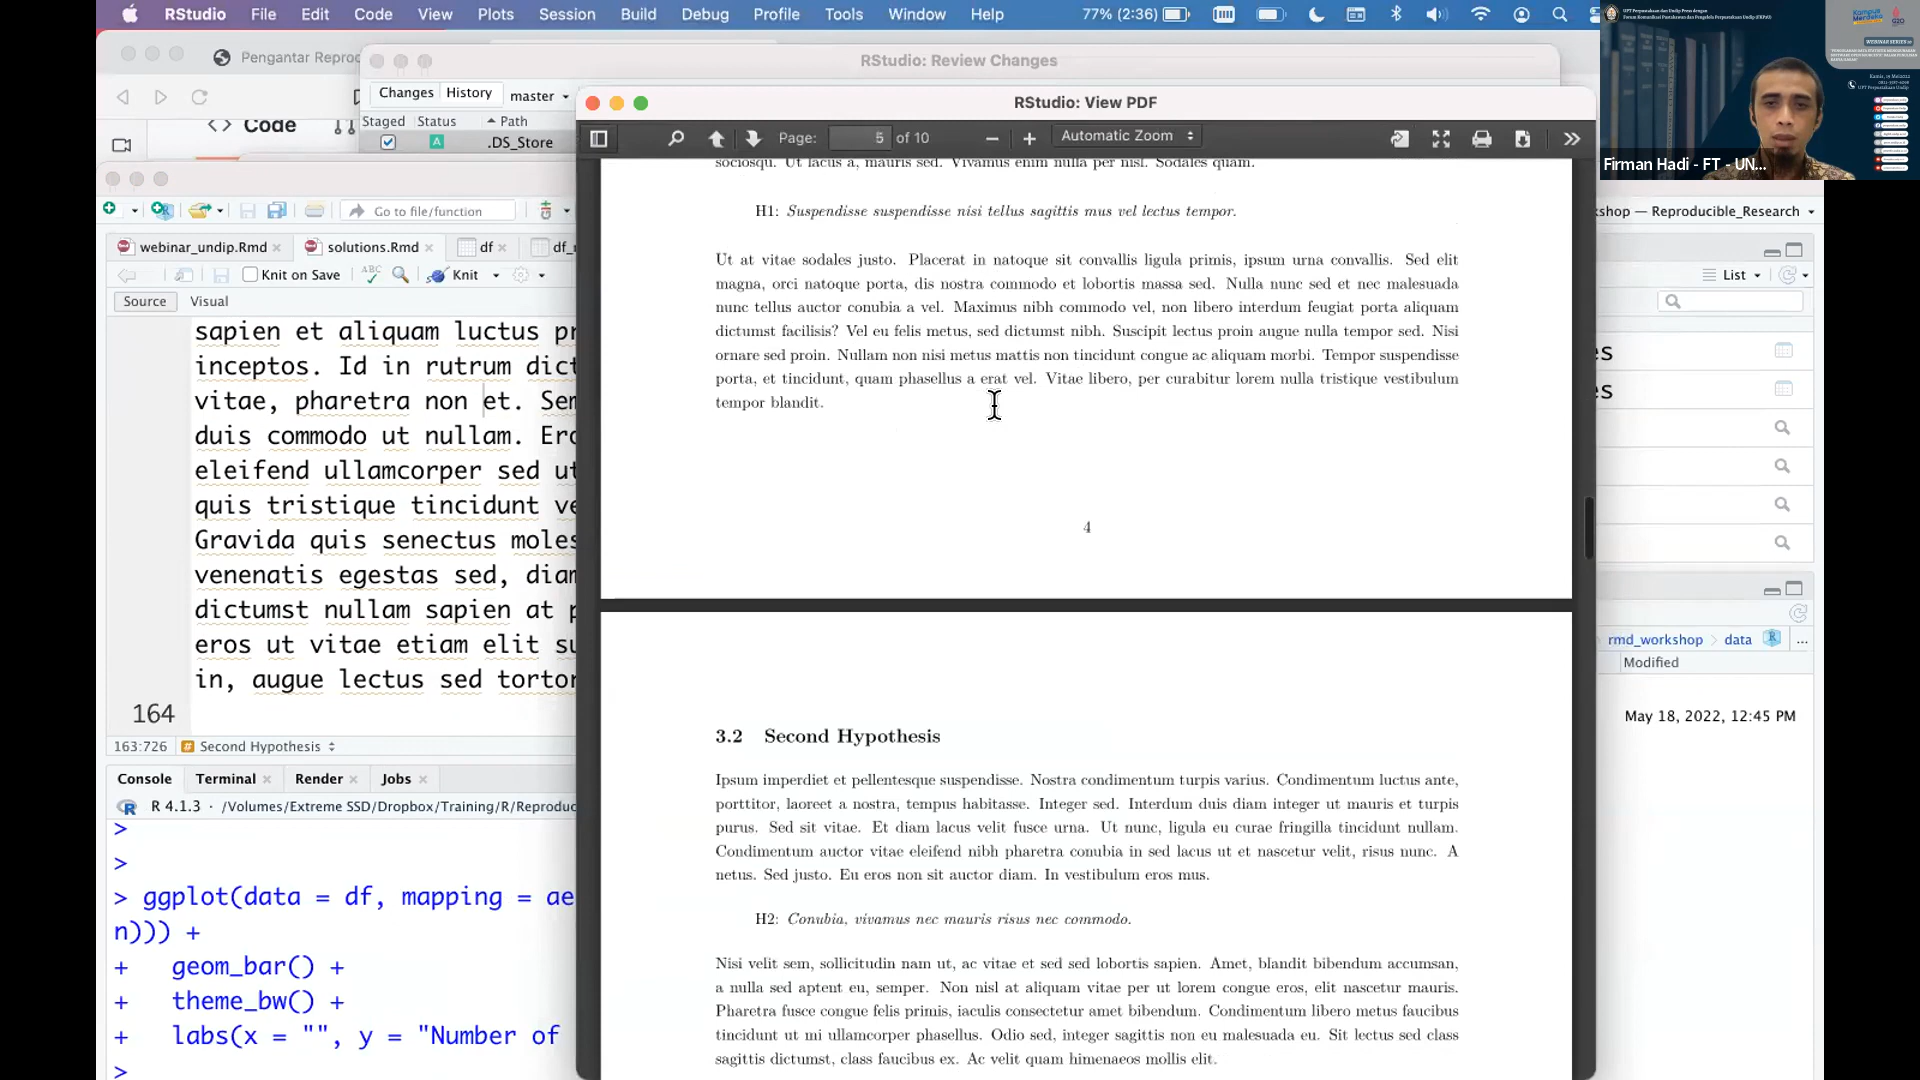 RStudio File Edit Code View Plots Session Build Debug Profile Tools Window Help 77% (2:36)
Pengantar Reproc
RStudio: Review Changes
Changes History master
Staged Status Path
A .DS_Store
<> Code
RStudio: View PDF
Page: 5 of 10 Automatic Zoom
Go to file/function
webinar_undip.Rmd solutions.Rmd df df_
Knit on Save ABC Knit
Source Visual
sapien et aliquam luctus pr
inceptos. Id in rutrum dict
vitae, pharetra non et. Sem
duis commodo ut nullam. Ero
eleifend ullamcorper sed ut
quis tristique tincidunt ve
Gravida quis senectus moles
venenatis egestas sed, diam
dictumst nullam sapien at p
eros ut vitae etiam elit su
in, augue lectus sed tortor
164
163:726 # Second Hypothesis
Console Terminal Render Jobs
R 4.1.3 · /Volumes/Extreme SSD/Dropbox/Training/R/Reproduc
>
>
> ggplot(data = df, mapping = ae
n))) +
+ geom_bar() +
+ theme_bw() +
+ labs(x = "", y = "Number of
>
sociosqu. Ut lacus a, mauris sed. Vivamus enim nulla per nisl. Sodales quam.
H1: Suspendisse suspendisse nisi tellus sagittis mus vel lectus tempor.
Ut at vitae sodales justo. Placerat in natoque sit convallis ligula primis, ipsum urna convallis. Sed elit
magna, orci natoque porta, dis nostra commodo et lobortis massa sed. Nulla nunc sed et nec malesuada
nunc tellus auctor conubia a vel. Maximus nibh commodo vel, non libero interdum feugiat porta aliquam
dictumst facilisis? Vel eu felis metus, sed dictumst nibh. Suscipit lectus proin augue nulla tempor sed. Nisi
ornare sed proin. Nullam non nisi metus mattis non tincidunt congue ac aliquam morbi. Tempor suspendisse
porta, et tincidunt, quam phasellus a erat vel. Vitae libero, per curabitur lorem nulla tristique vestibulum
tempor blandit.
4
3.2 Second Hypothesis
Ipsum imperdiet et pellentesque suspendisse. Nostra condimentum turpis varius. Condimentum luctus ante,
porttitor, laoreet a nostra, tempus habitasse. Integer sed. Interdum duis diam integer ut mauris et turpis
purus. Sed sit vitae. Et diam lacus velit fusce urna. Ut nunc, ligula eu curae fringilla tincidunt nullam.
Condimentum auctor vitae eleifend nibh pharetra conubia in sed lacus ut et nascetur velit, risus nunc. A
netus. Sed justo. Eu eros non sit auctor diam. In vestibulum eros mus.
H2: Conubia, vivamus nec mauris risus nec commodo.
Nisi velit sem, sollicitudin nam ut, ac vitae et sed sed lobortis sapien. Amet, blandit bibendum accumsan,
a nulla sed aptent eu, semper. Non nisl at aliquam vitae per ut lorem congue eros, elit nascetur mauris.
Pharetra fusce congue felis primis, iaculis consectetur amet bibendum. Condimentum libero metus faucibus
tincidunt ut mi ullamcorper phasellus. Odio sed, integer sagittis non eu malesuada eu. Sit lectus sed class
sagittis dictumst, class faucibus ex. Ac velit quam himenaeos mollis elit.
Firman Hadi - FT - UN...
shop — Reproducible_Research
List
es
es
rmd_workshop > data ...
Modified
May 18, 2022, 12:45 PM